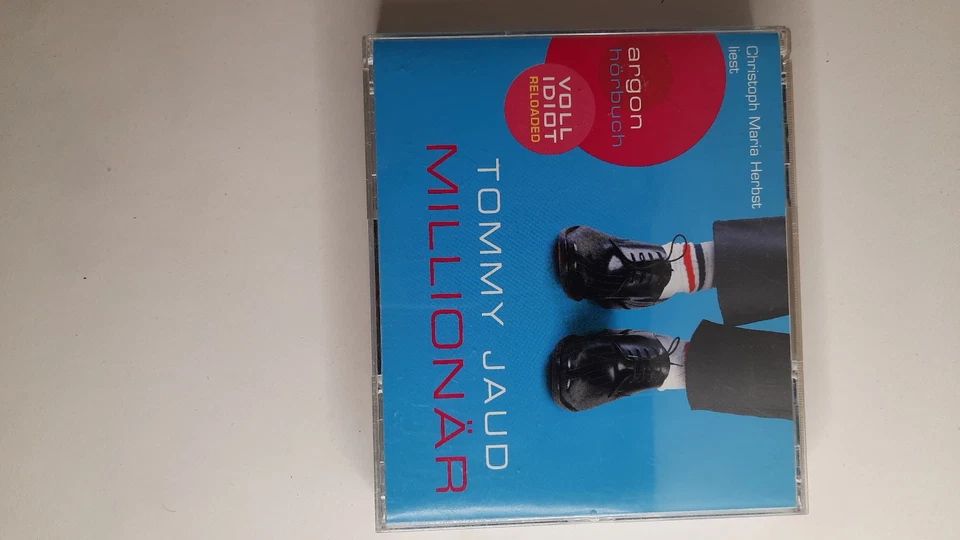 Christoph Maria Herbst
liest
argon
hörbuch
VOLL
IDIOT
RELOADED
TOMMY JAUD
MILLIONÄR